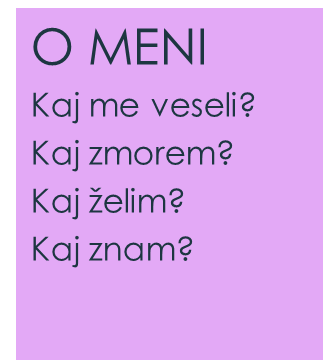 O MENI
Kaj me veseli?
Kaj zmorem?
Kaj želim?
Kaj znam?